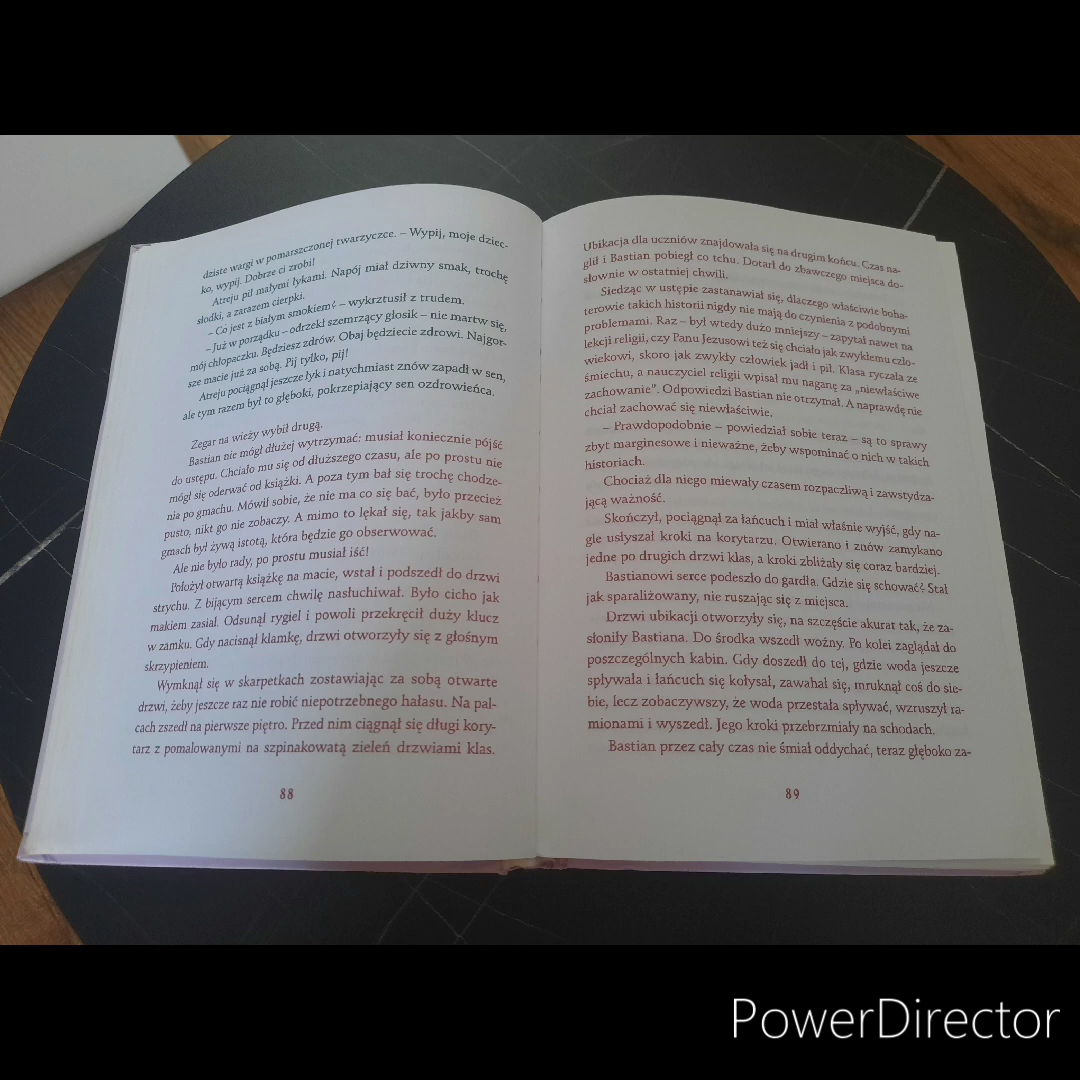 dziste wargi w pomarszczonej twarzyczce. – Wypij, moje dziec-
ko, wypij. Dobrze ci zrobi!
Atreju pił małymi łykami. Napój miał dziwny smak, trochę
słodki, a zarazem cierpki.
– Co jest z białym smokiem? – wykrztusił z trudem.
– Już w porządku – odrzekł szemrzący głosik – nie martw się,
mój chłopaczku. Będziesz zdrów. Obaj będziecie zdrowi. Najgor-
sze macie już za sobą. Pij tylko, pij!
Atreju pociągnął jeszcze łyk i natychmiast znów zapadł w sen,
ale tym razem był to głęboki, pokrzepiający sen ozdrowieńca.
Zegar na wieży wybił drugą.
Bastian nie mógł dłużej wytrzymać: musiał koniecznie pójść
do ustępu. Chciało mu się od dłuższego czasu, ale po prostu nie
mógł się oderwać od książki. A poza tym bał się trochę chodze-
nia po gmachu. Mówił sobie, że nie ma co się bać, było przecież
pusto, nikt go nie zobaczy. A mimo to lękał się, tak jakby sam
gmach był żywą istotą, która będzie go obserwować.
Ale nie było rady, po prostu musiał iść!
Położył otwartą książkę na macie, wstał i podszedł do drzwi
strychu. Z bijącym sercem chwilę nasłuchiwał. Było cicho jak
makiem zasiał. Odsunął rygiel i powoli przekręcił duży klucz
w zamku. Gdy nacisnął klamkę, drzwi otworzyły się z głośnym
skrzypieniem.
Wymknął się w skarpetkach zostawiając za sobą otwarte
drzwi, żeby jeszcze raz nie robić niepotrzebnego hałasu. Na pal-
cach zszedł na pierwsze piętro. Przed nim ciągnął się długi kory-
tarz z pomalowanymi na szpinakowatą zieleń drzwiami klas.
88
Ubikacja dla uczniów znajdowała się na drugim końcu. Czas na-
glił i Bastian pobiegł co tchu. Dotarł do zbawczego miejsca do-
słownie w ostatniej chwili.
Siedząc w ustępie zastanawiał się, dlaczego właściwie boha-
terowie takich historii nigdy nie mają do czynienia z podobnymi
problemami. Raz – był wtedy dużo mniejszy – zapytał nawet na
lekcji religii, czy Panu Jezusowi też się chciało jak zwykłemu czło-
wiekowi, skoro jak zwykły człowiek jadł i pił. Klasa ryczała ze
śmiechu, a nauczyciel religii wpisał mu naganę za „niewłaściwe
zachowanie”. Odpowiedzi Bastian nie otrzymał. A naprawdę nie
chciał zachować się niewłaściwie.
– Prawdopodobnie – powiedział sobie teraz – są to sprawy
zbyt marginesowe i nieważne, żeby wspominać o nich w takich
historiach.
Chociaż dla niego miewały czasem rozpaczliwą i zawstydza-
jącą ważność.
Skończył, pociągnął za łańcuch i miał właśnie wyjść, gdy na-
gle usłyszał kroki na korytarzu. Otwierano i znów zamykano
jedne po drugich drzwi klas, a kroki zbliżały się coraz bardziej.
Bastianowi serce podeszło do gardła. Gdzie się schować? Stał
jak sparaliżowany, nie ruszając się z miejsca.
Drzwi ubikacji otworzyły się, na szczęście akurat tak, że za-
słoniły Bastiana. Do środka wszedł woźny. Po kolei zaglądał do
poszczególnych kabin. Gdy doszedł do tej, gdzie woda jeszcze
spływała i łańcuch się kołysał, zawahał się, mruknął coś do sie-
bie, lecz zobaczywszy, że woda przestała spływać, wzruszył ra-
mionami i wyszedł. Jego kroki przebrzmiały na schodach.
Bastian przez cały czas nie śmiał oddychać, teraz głęboko za-
89
PowerDirector